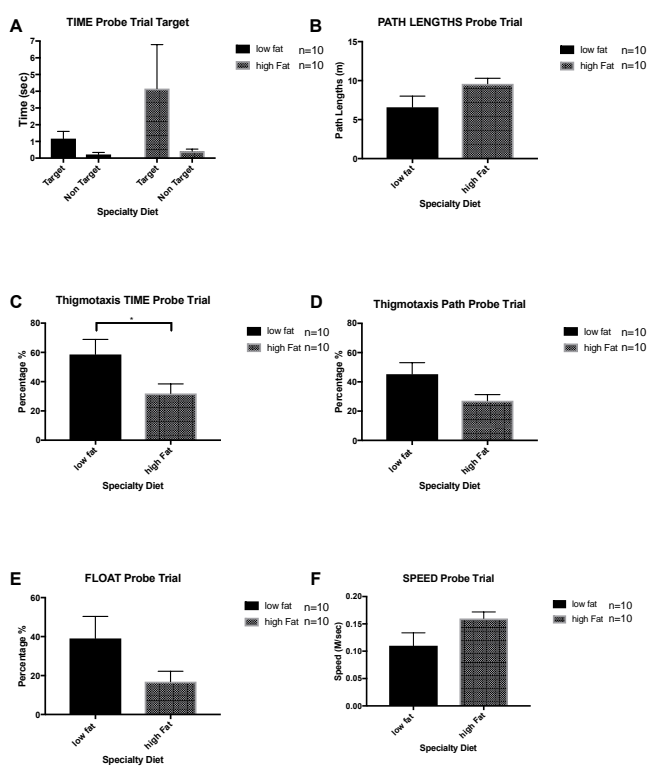 A
TIME Probe Trial Target
low fat n=10
high Fat n=10
Time (sec)
7
6
5
4
3
2
1
0
Target
Non Target
Target
Non Target
Specialty Diet
B
PATH LENGTHS Probe Trial
low fat n=10
high Fat n=10
Path Lengths (m)
15
10
5
0
low fat
high Fat
Specialty Diet
C
Thigmotaxis TIME Probe Trial
low fat n=10
high Fat n=10
Percentage %
80
60
40
20
0
*
low fat
high Fat
Specialty Diet
D
Thigmotaxis Path Probe Trial
low fat n=10
high Fat n=10
Percentage %
80
60
40
20
0
low fat
high Fat
Specialty Diet
E
FLOAT Probe Trial
low fat n=10
high Fat n=10
Percentage %
60
40
20
0
low fat
high Fat
Specialty Diet
F
SPEED Probe Trial
low fat n=10
high Fat n=10
Speed (M/sec)
0.20
0.15
0.10
0.05
0.00
low fat
high Fat
Specialty Diet